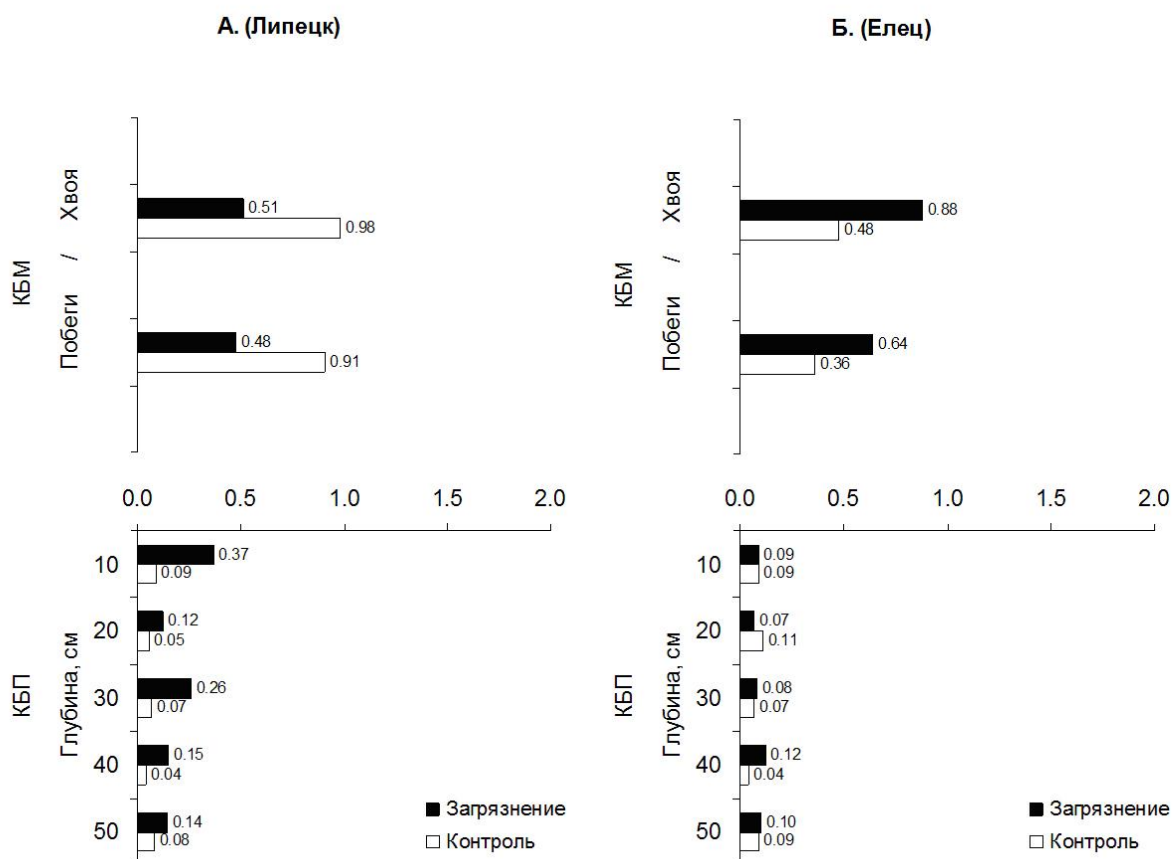 А. (Липецк)
КБМ
Побеги / Хвоя
0.51
0.98
0.48
0.91
0.0 0.5 1.0 1.5 2.0
КБП
Глубина, см
10
0.37
0.09
20
0.12
0.05
30
0.26
0.07
40
0.15
0.04
50
0.14
0.08
Загрязнение
Контроль
Б. (Елец)
КБМ
Побеги / Хвоя
0.88
0.48
0.64
0.36
0.0 0.5 1.0 1.5 2.0
КБП
Глубина, см
10
0.09
0.09
20
0.07
0.11
30
0.08
0.07
40
0.12
0.04
50
0.10
0.09
Загрязнение
Контроль